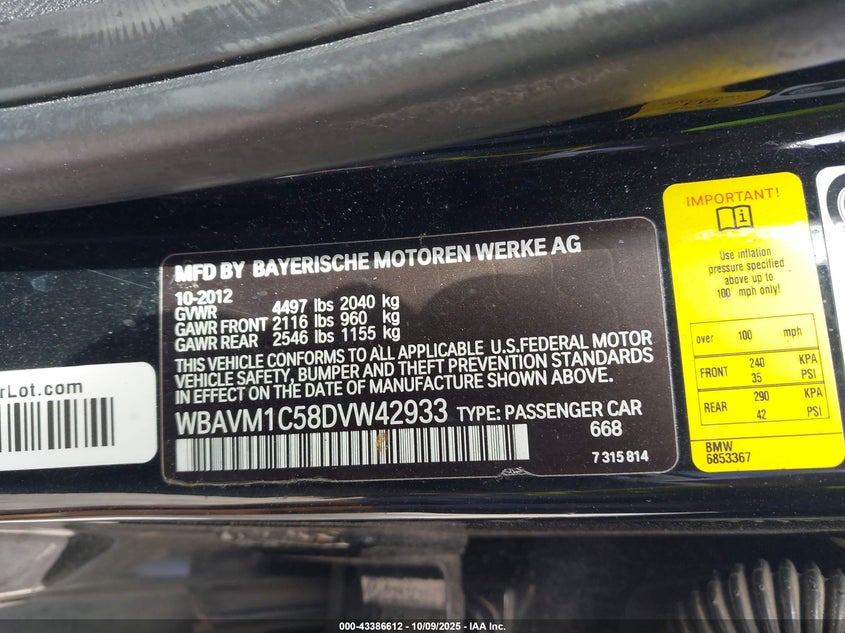 MFD BY BAYERISCHE MOTOREN WERKE AG
10-2012
GVWR 4497 lbs 2040 kg
GAWR FRONT 2116 lbs 960 kg
GAWR REAR 2546 lbs 1155 kg
THIS VEHICLE CONFORMS TO ALL APPLICABLE U.S.FEDERAL MOTOR
VEHICLE SAFETY, BUMPER AND THEFT PREVENTION STANDARDS
IN EFFECT ON THE DATE OF MANUFACTURE SHOWN ABOVE.
WBAVM1C58DVW42933 TYPE: PASSENGER CAR
668
7 315 814
IMPORTANT!
Use inflation
pressure specified
above up to
100 mph only!
over 100 mph
FRONT 240 KPA
35 PSI
REAR 290 KPA
42 PSI
BMW
6853367
rLot.com
000-43386612 - 10/09/2025 - IAA Inc.